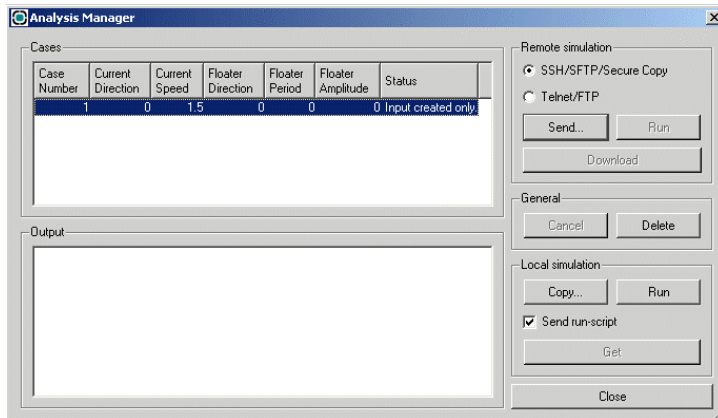 Analysis Manager
Cases
Case Number Current Direction Current Speed Floater Direction Floater Period Floater Amplitude Status
1 0 1.5 0 0 0 Input created only.
Output
Remote simulation
SSH/SFTP/Secure Copy
Telnet/FTP
Send... Run
Download
General
Cancel Delete
Local simulation
Copy... Run
Send run-script
Get
Close